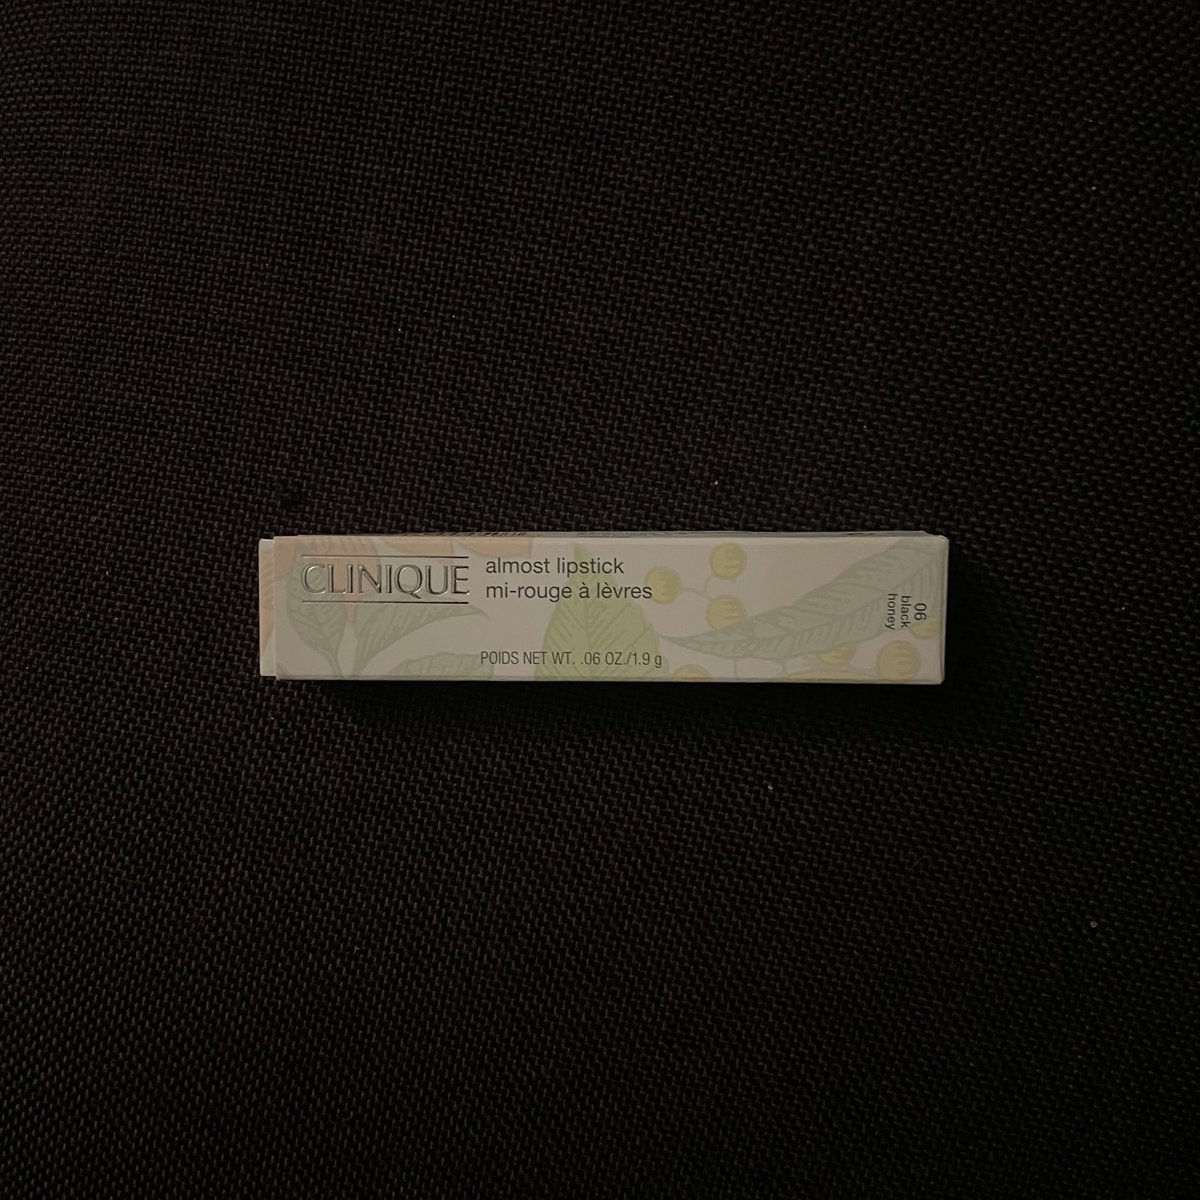 CLINIQUE
almost lipstick
mi-rouge à lèvres
POIDS NET WT. .06 OZ./1.9 g
06
black
honey